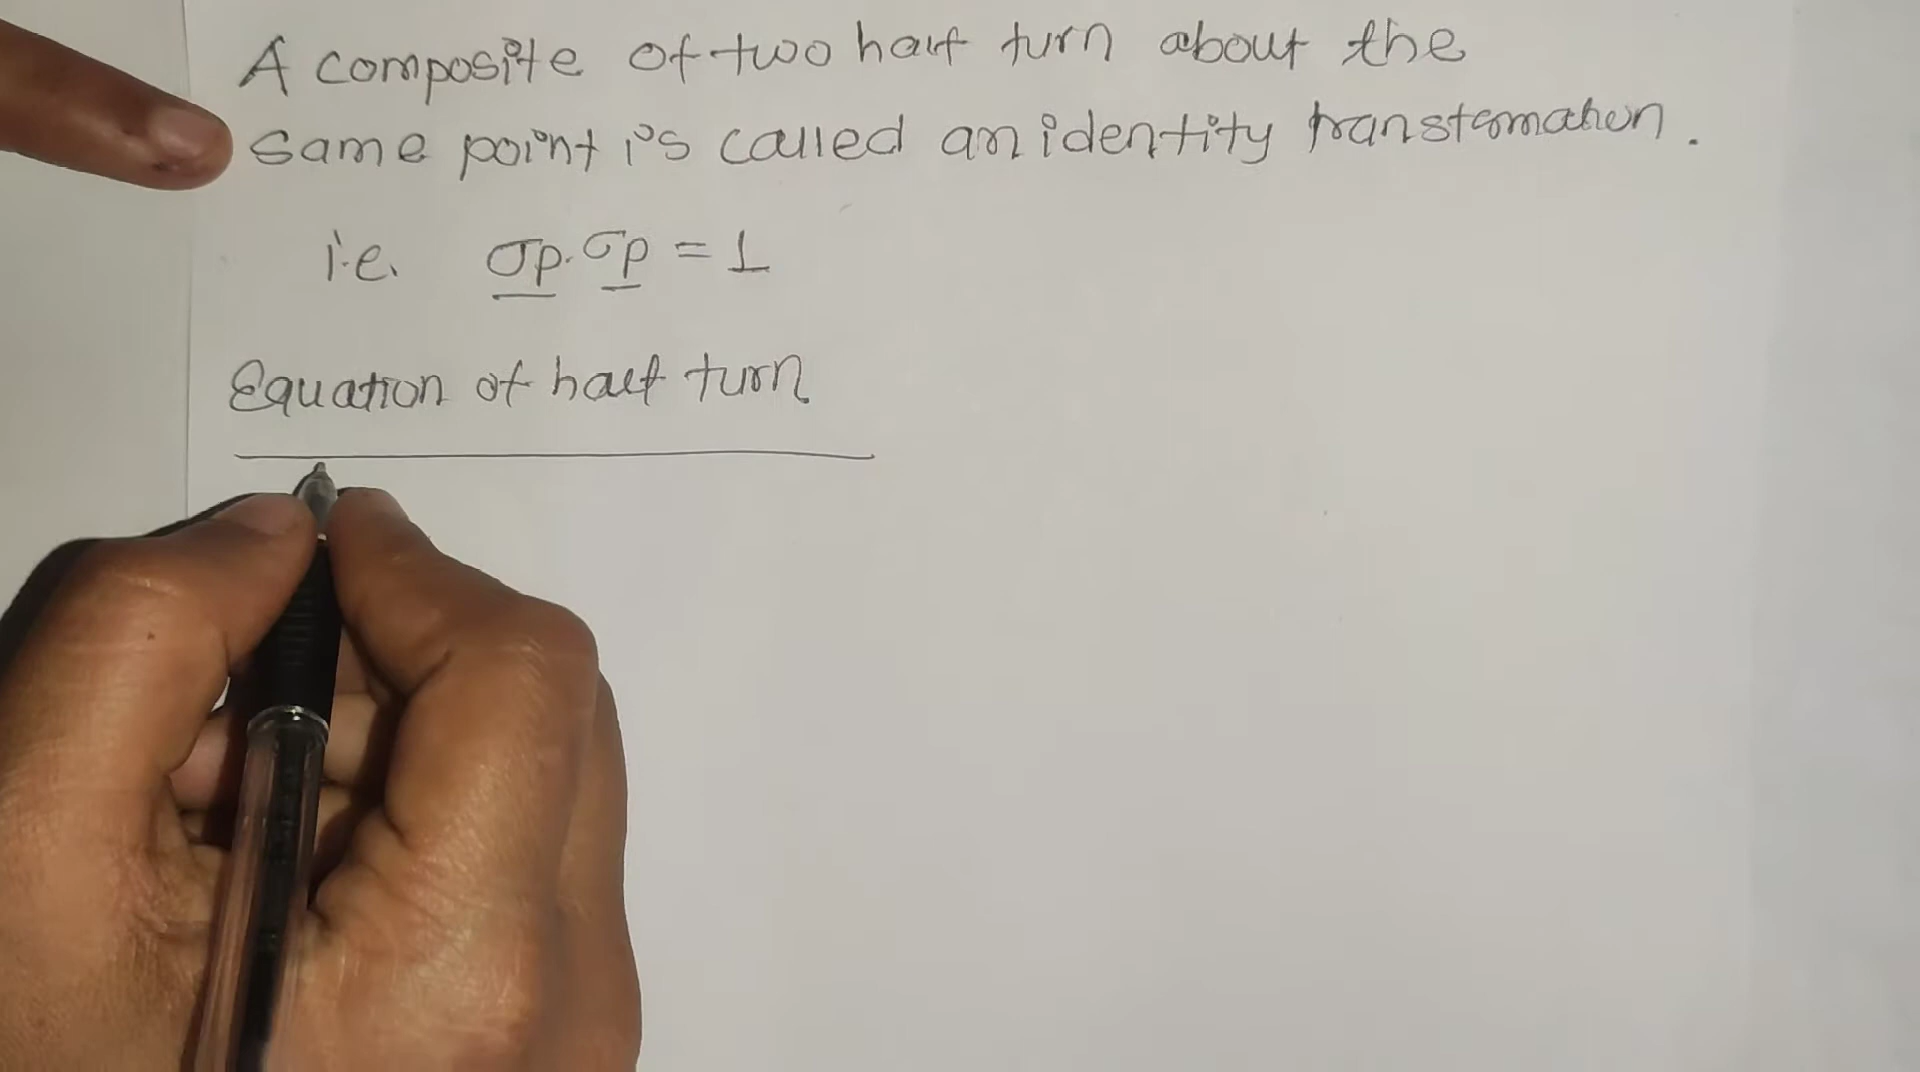 A composite of two half turn about the
same point is called an identity transformation.
i.e. σp.σp = 1
Equation of half turn